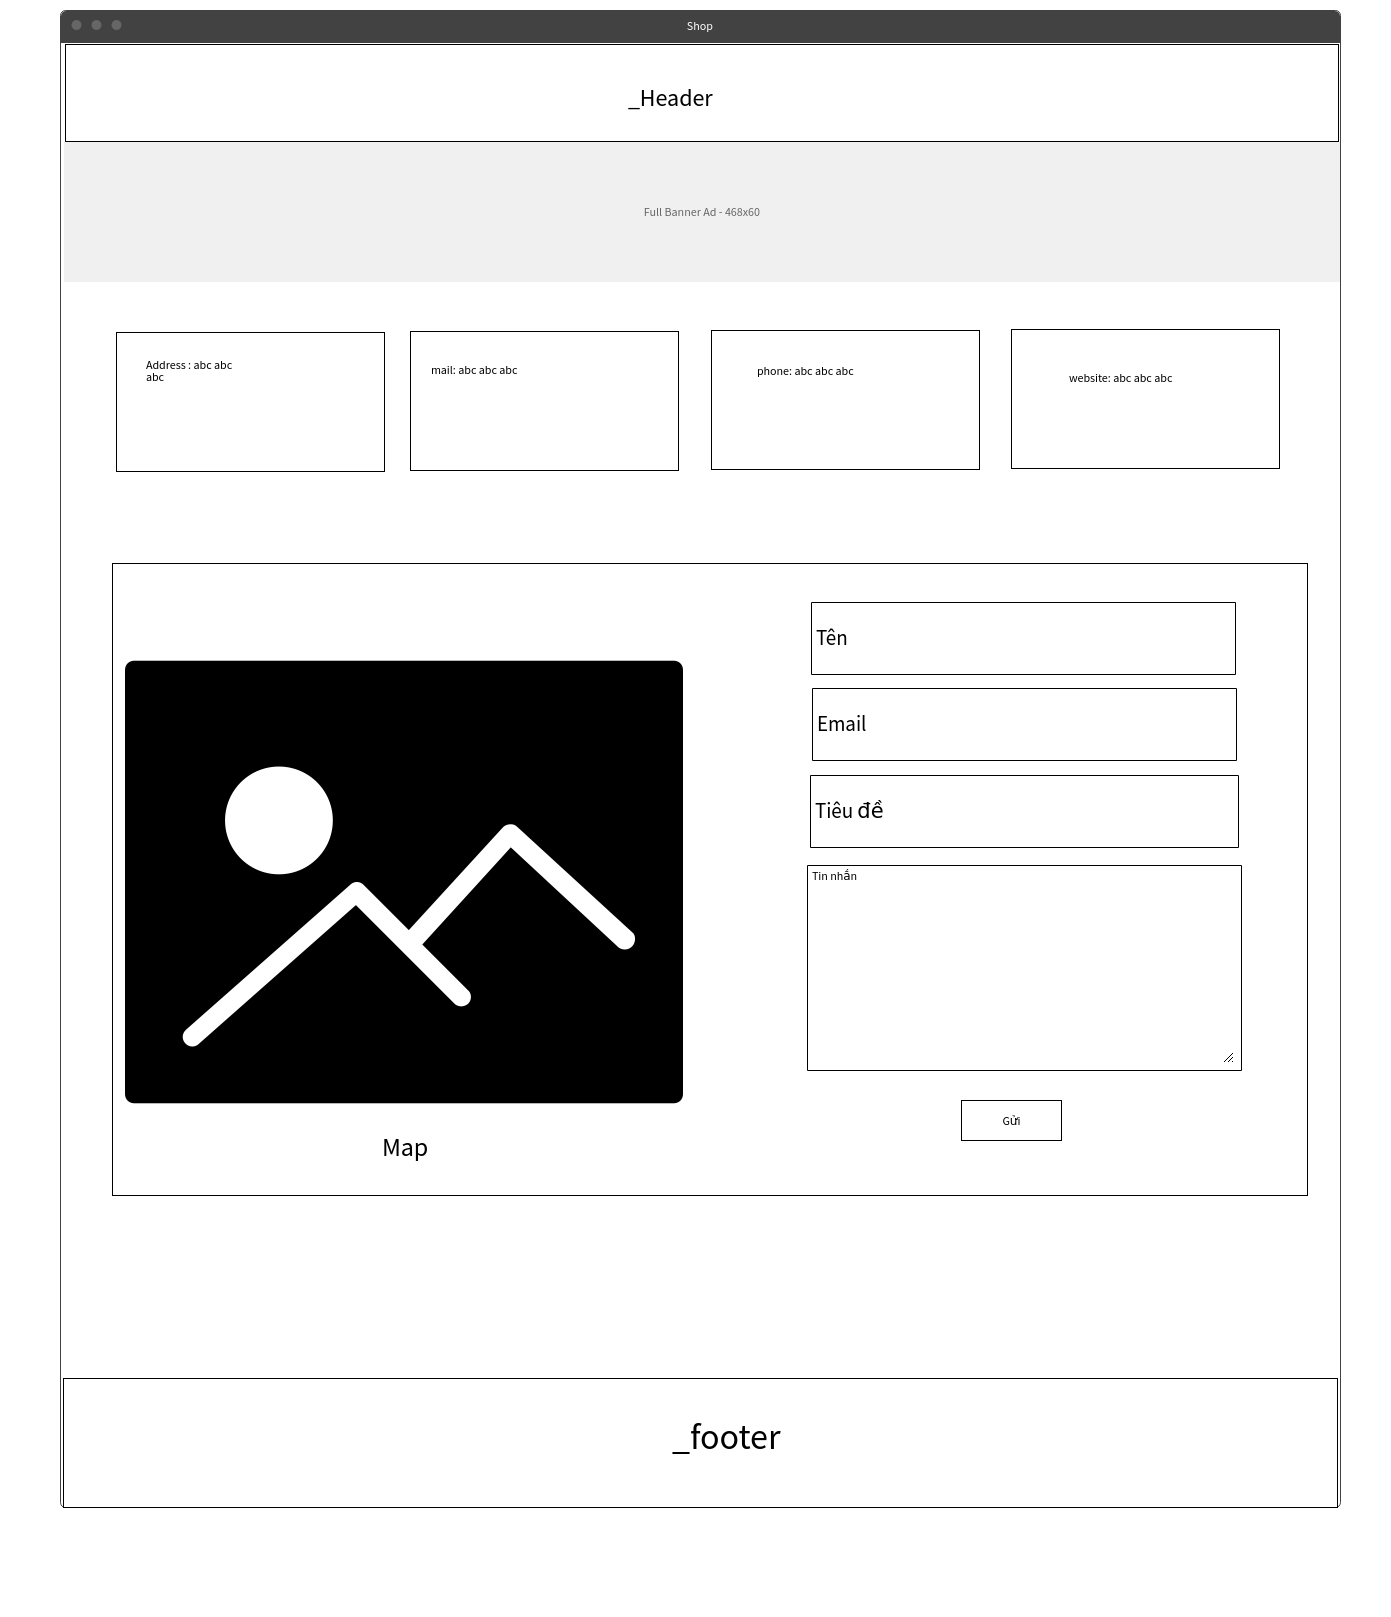 Shop
_Header
Full Banner Ad - 468x60
Address : abc abc
abc
mail: abc abc abc
phone: abc abc abc
website: abc abc abc
Tên
Email
Tiêu đề
Tin nhắn
Gửi
Map
_footer